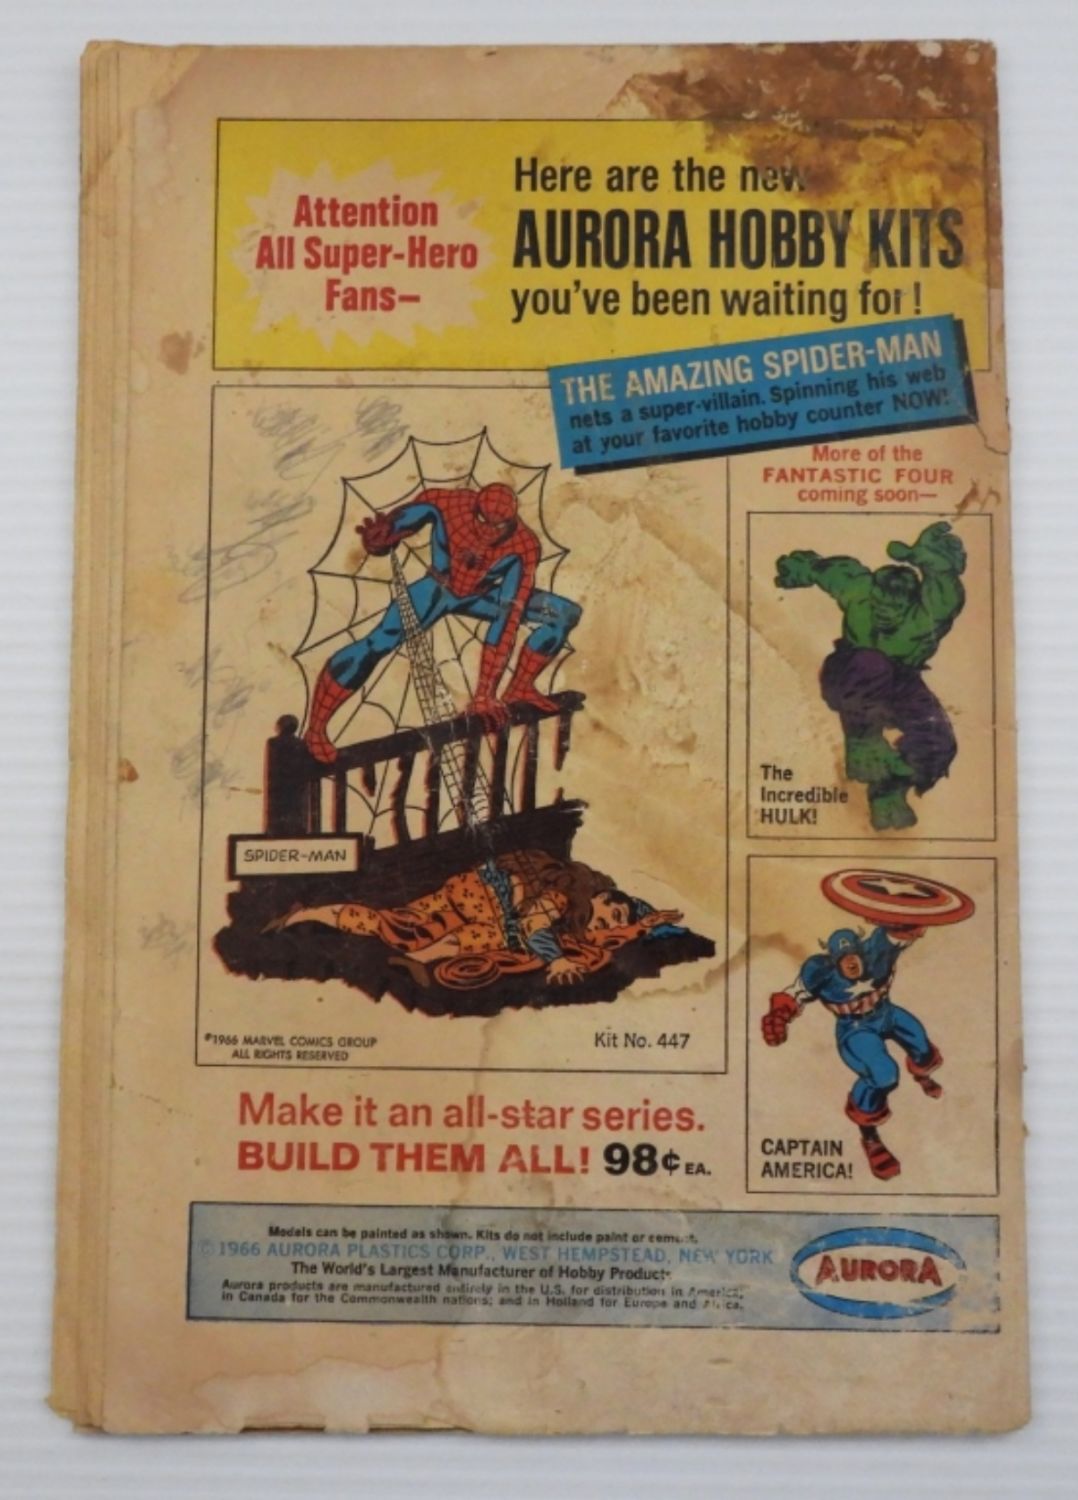 Attention
All Super-Hero
Fans—
Here are the new
AURORA HOBBY KITS
you've been waiting for!
THE AMAZING SPIDER-MAN
nets a super-villain. Spinning his web
at your favorite hobby counter NOW!
More of the
FANTASTIC FOUR
coming soon—
The
Incredible
HULK!
SPIDER-MAN
©1966 MARVEL COMICS GROUP
ALL RIGHTS RESERVED
Kit No. 447
CAPTAIN
AMERICA!
A
Make it an all-star series.
BUILD THEM ALL! 98¢ EA.
Models can be painted as shown. Kits do not include paint or cement.
© 1966 AURORA PLASTICS CORP., WEST HEMPSTEAD, NEW YORK
The World's Largest Manufacturer of Hobby Products
Aurora products are manufactured entirely in the U.S. for distribution in America;
in Canada for the Commonwealth nations; and in Holland for Europe and Africa.
AURORA